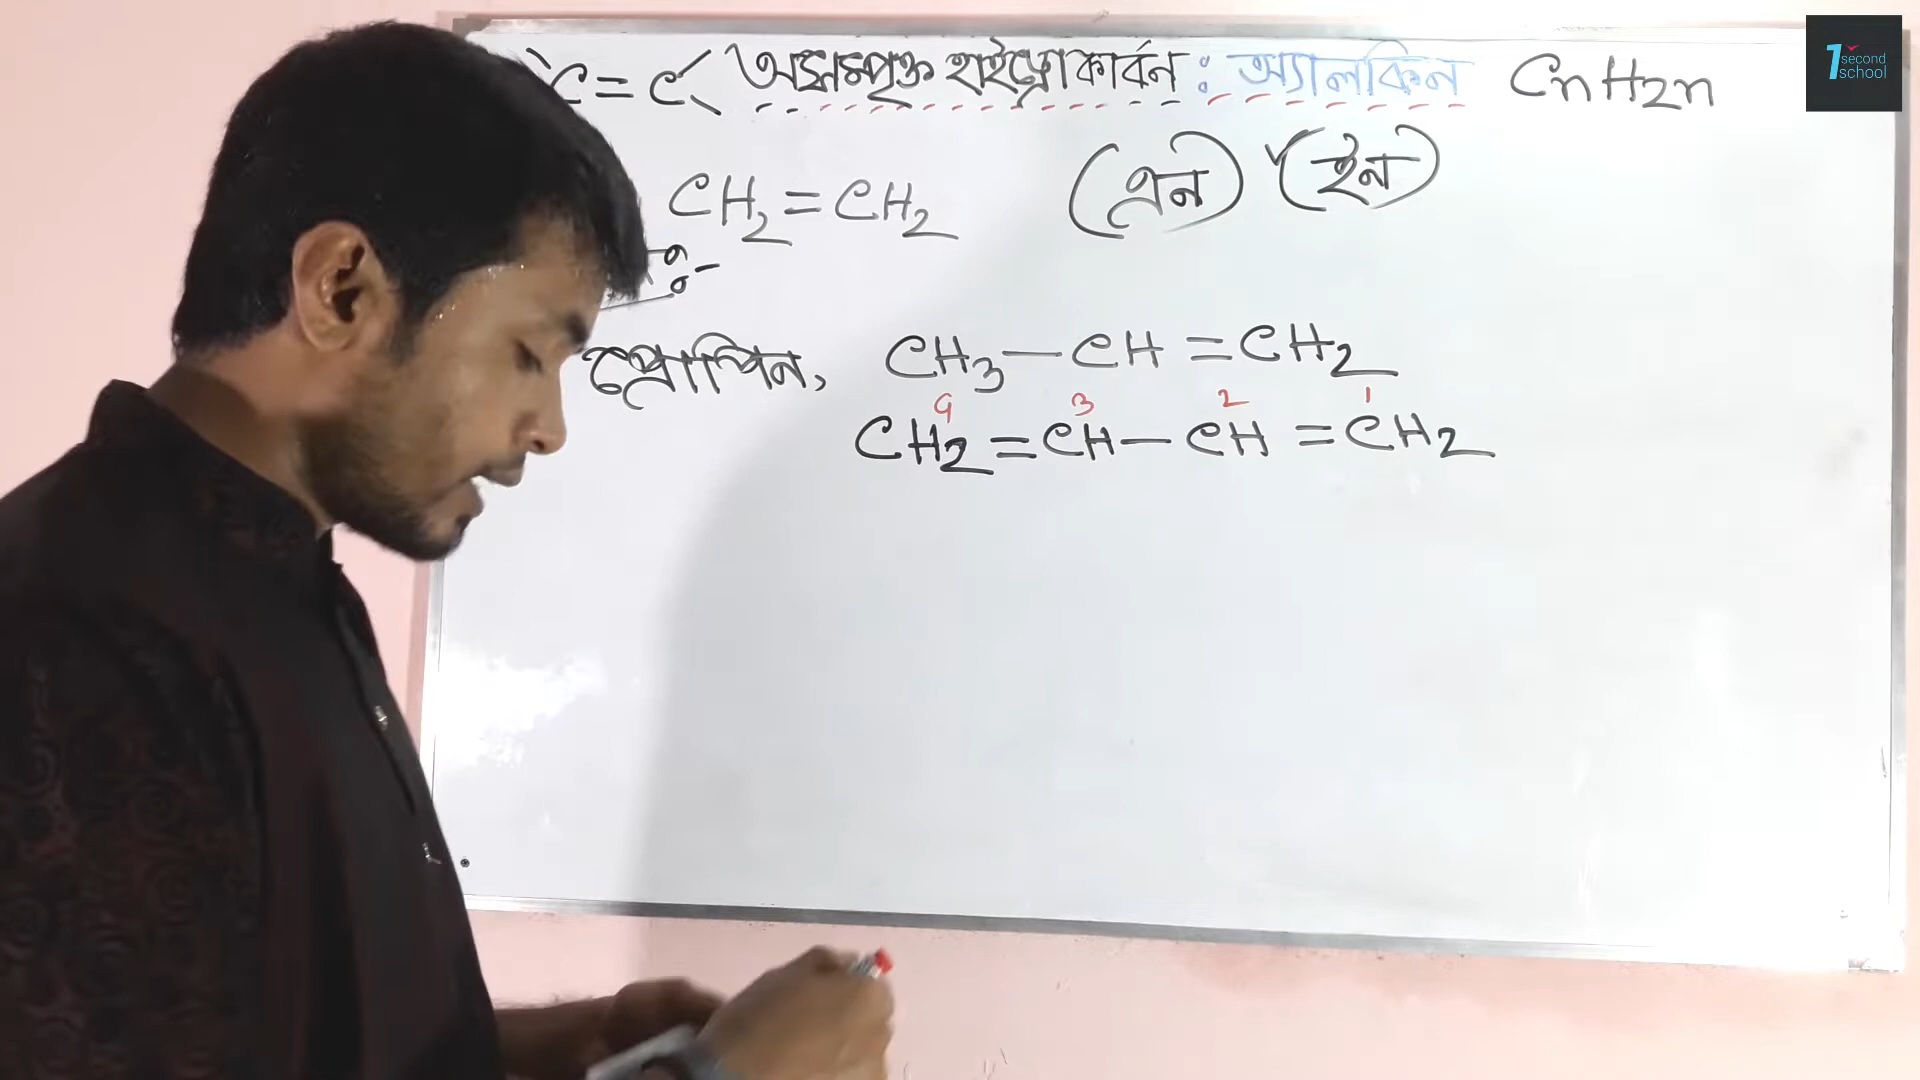 C = C অসম্পৃক্ত হাইড্রোকার্বন : অ্যালকিন CnH2n
CH2 = CH2 (এন) (ইন)
প্রোপিন, CH3 — CH = CH2
4 3 2 1
CH2 = CH — CH = CH2
1 second school